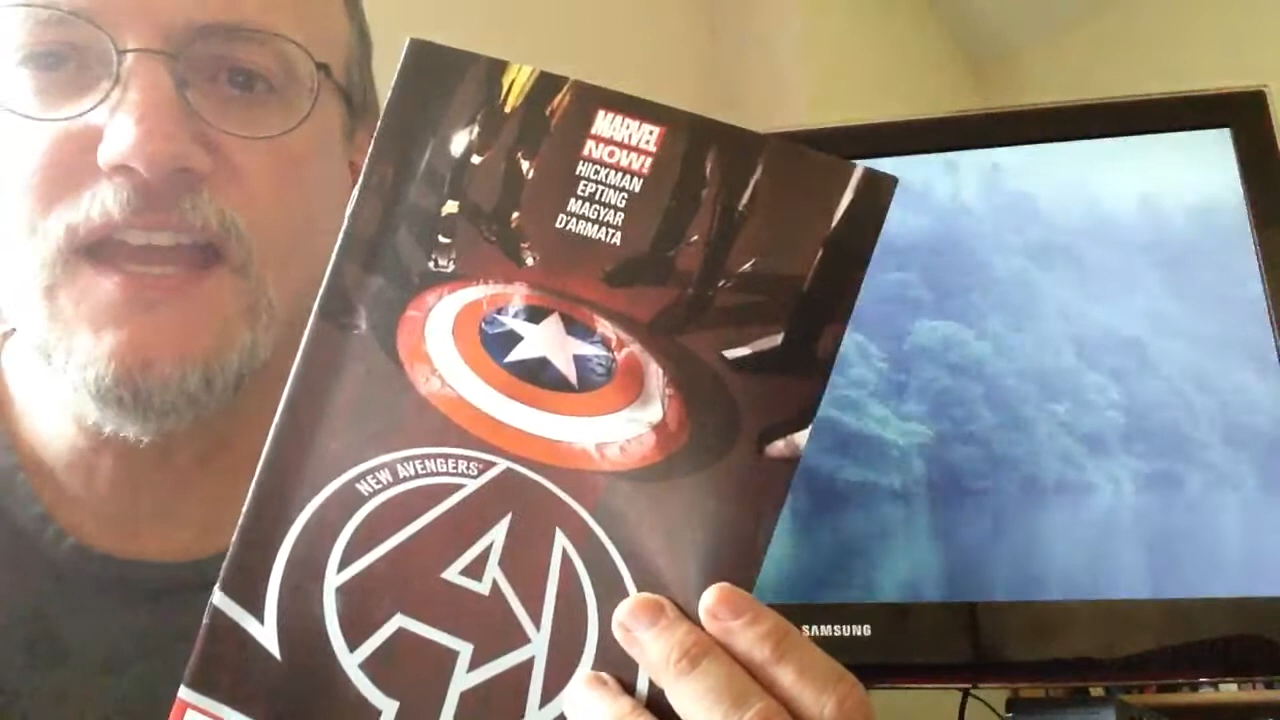 MARVEL
NOW!
HICKMAN
EPTING
MAGYAR
D'ARMATA
NEW AVENGERS
SAMSUNG